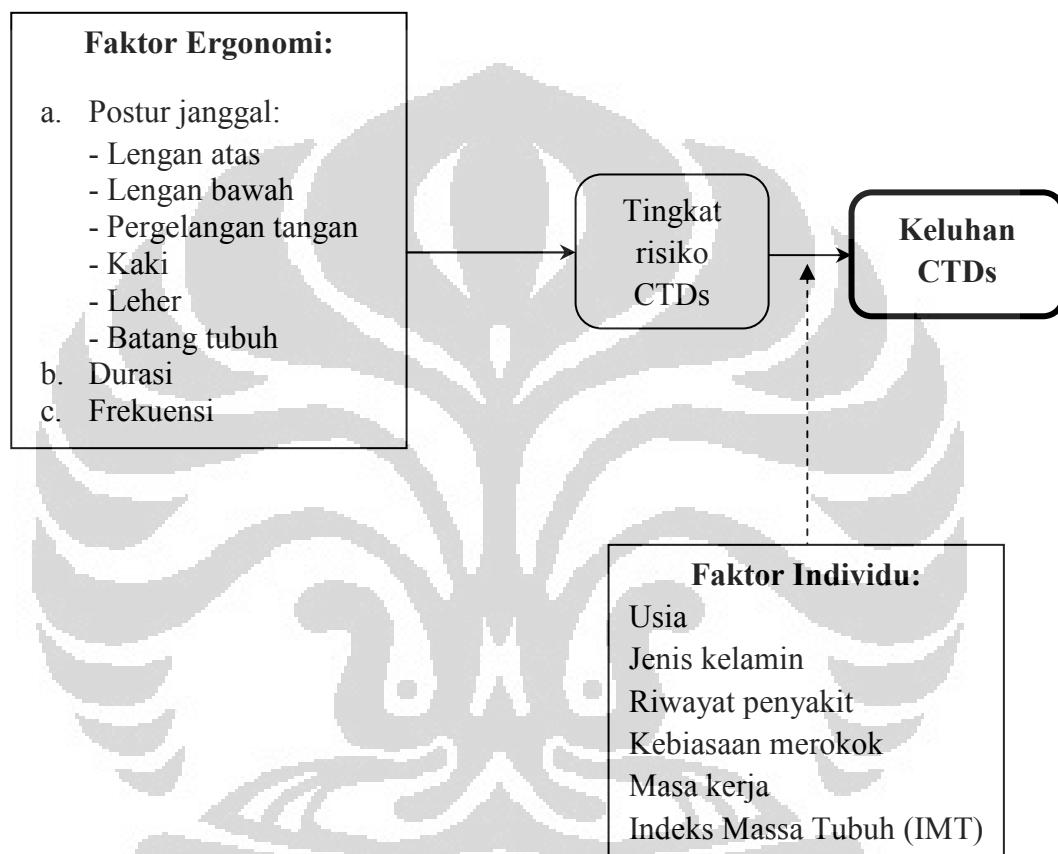 Faktor Ergonomi:
a. Postur janggal:
- Lengan atas
- Lengan bawah
- Pergelangan tangan
- Kaki
- Leher
- Batang tubuh
b. Durasi
c. Frekuensi
Tingkat
risiko
CTDs
Keluhan
CTDs
Faktor Individu:
Usia
Jenis kelamin
Riwayat penyakit
Kebiasaan merokok
Masa kerja
Indeks Massa Tubuh (IMT)